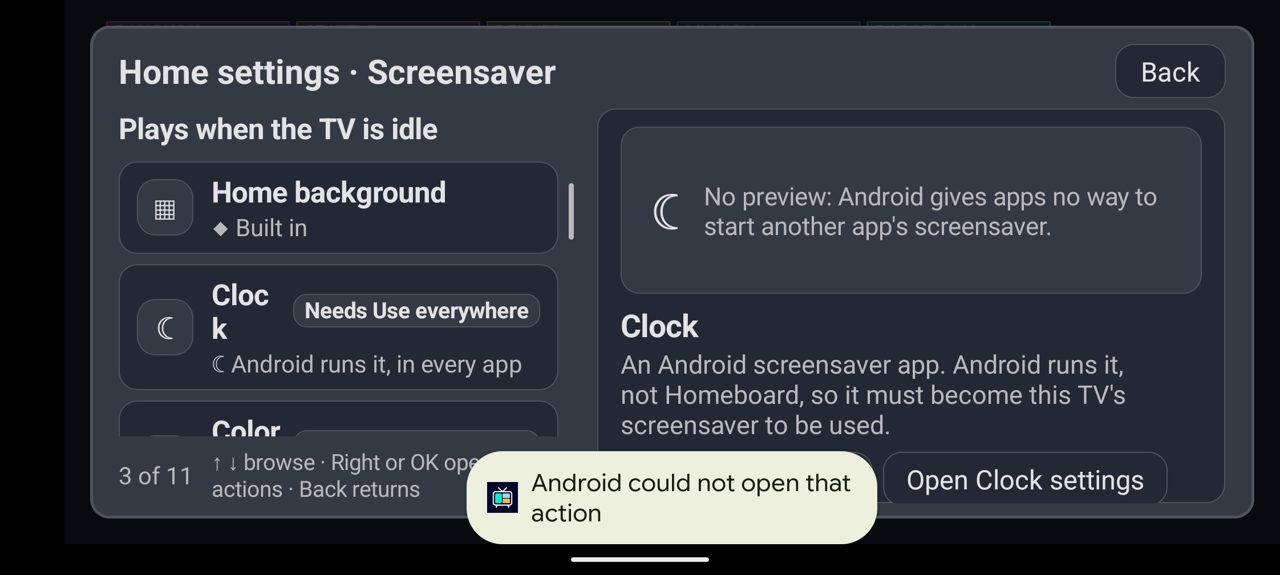 Home settings · Screensaver
Back
Plays when the TV is idle
Home background
◆ Built in
Cloc
k
Needs Use everywhere
☾ Android runs it, in every app
Color
3 of 11
↑ ↓ browse · Right or OK ope
actions · Back returns
No preview: Android gives apps no way to
start another app's screensaver.
Clock
An Android screensaver app. Android runs it,
not Homeboard, so it must become this TV's
screensaver to be used.
Open Clock settings
Android could not open that
action